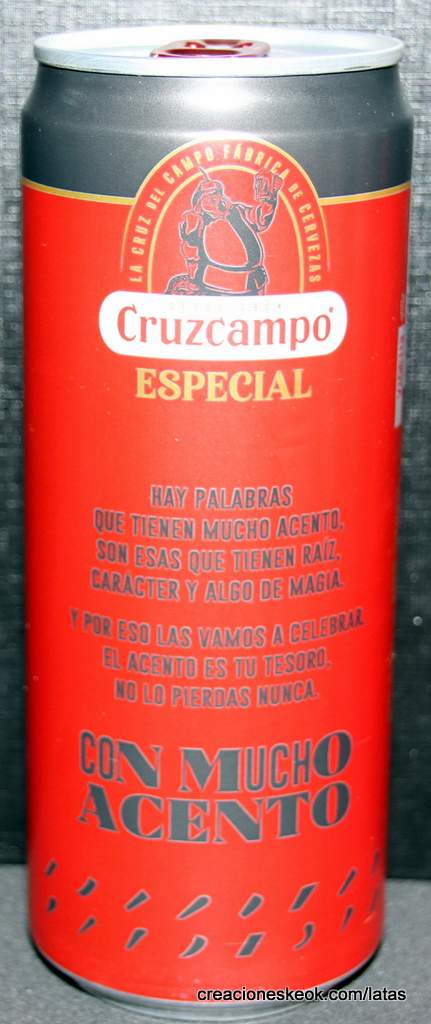 LA CRUZ DEL CAMPO FÁBRICA DE CERVEZAS
Cruzcampo
ESPECIAL
HAY PALABRAS
QUE TIENEN MUCHO ACENTO,
SON ESAS QUE TIENEN RAÍZ,
CARÁCTER Y ALGO DE MAGIA.
Y POR ESO LAS VAMOS A CELEBRAR.
EL ACENTO ES TU TESORO,
NO LO PIERDAS NUNCA.
CON MUCHO
ACENTO
creacioneskeok.com/latas